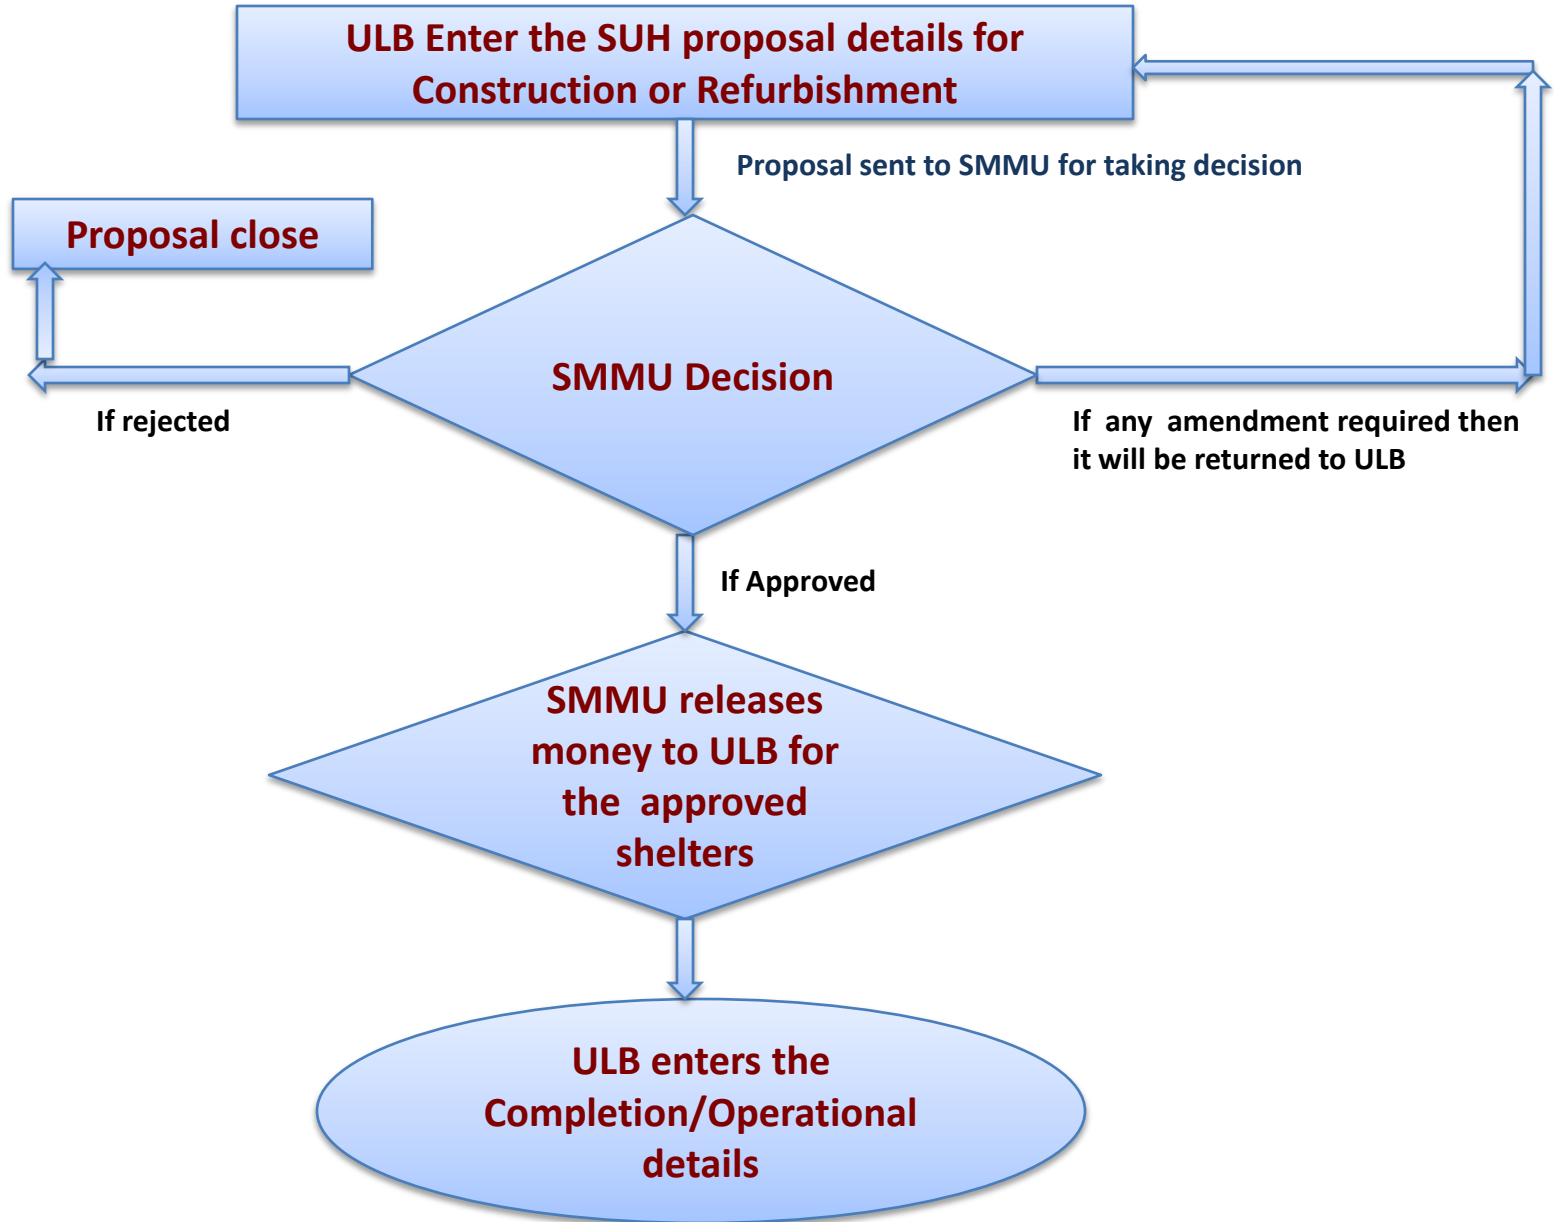 ULB Enter the SUH proposal details for
Construction or Refurbishment
Proposal sent to SMMU for taking decision
Proposal close
SMMU Decision
If rejected
If any amendment required then
it will be returned to ULB
If Approved
SMMU releases
money to ULB for
the approved
shelters
ULB enters the
Completion/Operational
details